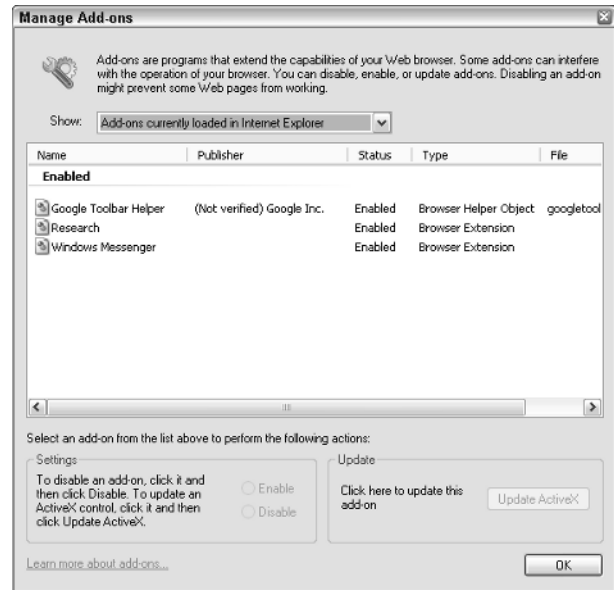 Manage Add-ons
Add-ons are programs that extend the capabilities of your Web browser. Some add-ons can interfere
with the operation of your browser. You can disable, enable, or update add-ons. Disabling an add-on
might prevent some Web pages from working.
Show: Add-ons currently loaded in Internet Explorer
Name Publisher Status Type File
Enabled
Google Toolbar Helper (Not verified) Google Inc. Enabled Browser Helper Object googletool
Research Enabled Browser Extension
Windows Messenger Enabled Browser Extension
Select an add-on from the list above to perform the following actions:
Settings
To disable an add-on, click it and
then click Disable. To update an
ActiveX control, click it and then
click Update ActiveX.
Enable
Disable
Update
Click here to update this
add-on
Update ActiveX
Learn more about add-ons...
OK